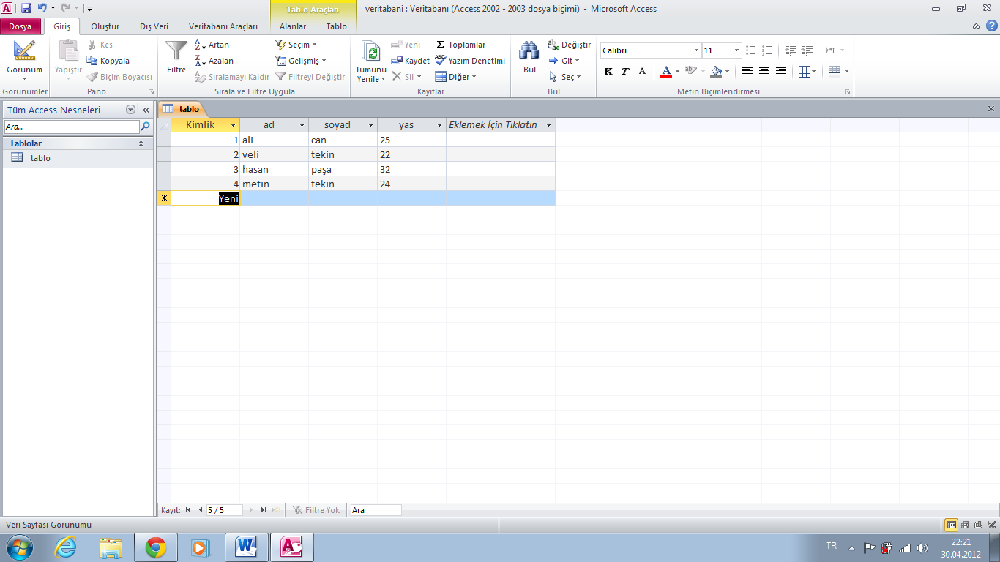 Tablo Araçları
veritabani : Veritabanı (Access 2002 - 2003 dosya biçimi) - Microsoft Access
Dosya Giriş Oluştur Dış Veri Veritabanı Araçları Alanlar Tablo
Görünüm
Görünümler
Yapıştır
Kes
Kopyala
Biçim Boyacısı
Pano
Filtre
Artan
Azalan
Sıralamayı Kaldır
Seçim
Gelişmiş
Filtreyi Değiştir
Sırala ve Filtre Uygula
Tümünü
Yenile
Yeni
Kaydet
Sil
Toplamlar
Yazım Denetimi
Diğer
Kayıtlar
Bul
Değiştir
Git
Seç
Bul
Calibri 11
K T A
Metin Biçimlendirmesi
Tüm Access Nesneleri
Ara...
Tablolar
tablo
tablo
Kimlik ad soyad yas Eklemek İçin Tıklatın
1 ali can 25
2 veli tekin 22
3 hasan paşa 32
4 metin tekin 24
Yeni
Kayıt: 5 / 5 Filtre Yok Ara
Veri Sayfası Görünümü
TR
22:21
30.04.2012